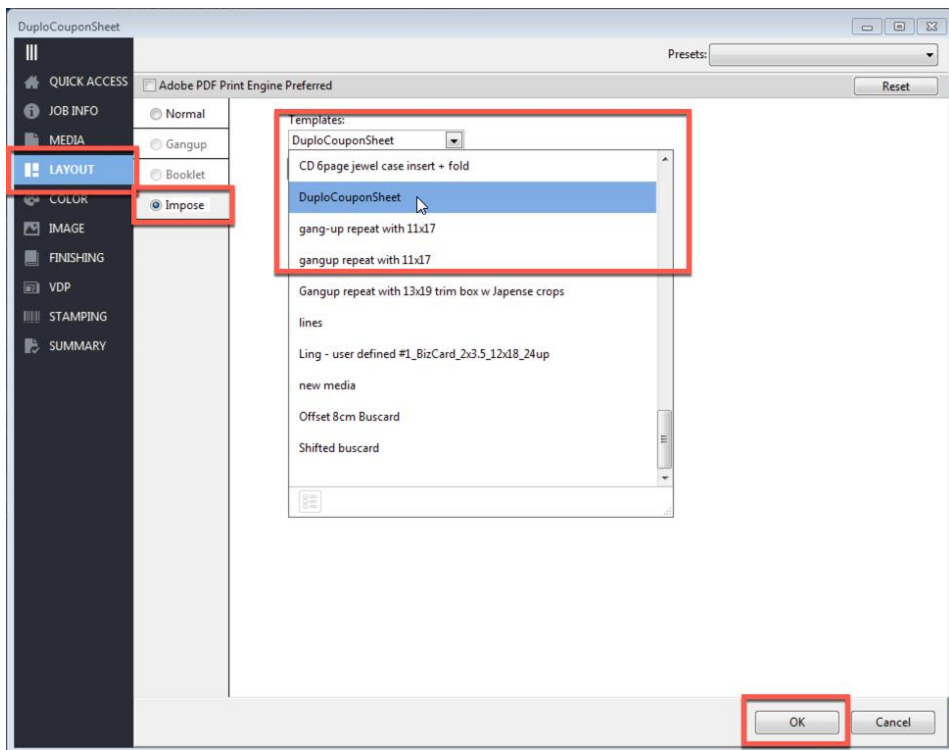 DuploCouponSheet
Presets:
QUICK ACCESS
Adobe PDF Print Engine Preferred
Reset
JOB INFO
Normal
Templates:
MEDIA
Gangup
DuploCouponSheet
LAYOUT
Booklet
CD 6page jewel case insert + fold
COLOR
Impose
DuploCouponSheet
IMAGE
gang-up repeat with 11x17
FINISHING
gangup repeat with 11x17
VDP
Gangup repeat with 13x19 trim box w Japense crops
STAMPING
lines
SUMMARY
Ling - user defined #1_BizCard_2x3.5_12x18_24up
new media
Offset 8cm Buscard
Shifted buscard
OK
Cancel